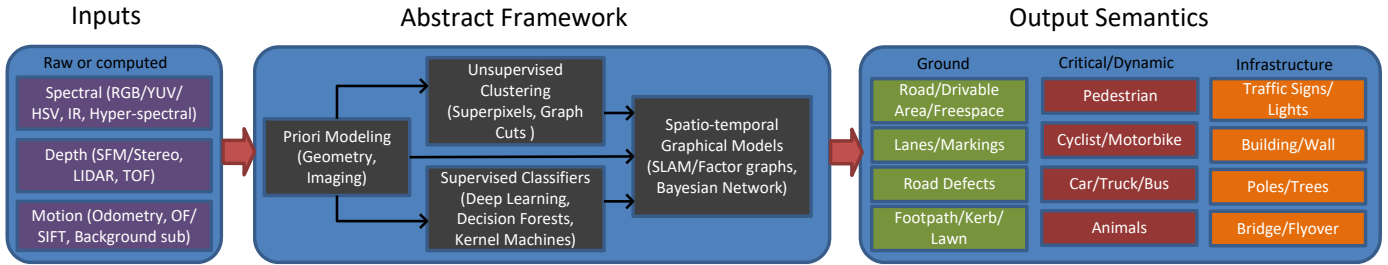 Inputs
Raw or computed
Spectral (RGB/YUV/
HSV, IR, Hyper-spectral)
Depth (SFM/Stereo,
LIDAR, TOF)
Motion (Odometry, OF/
SIFT, Background sub)
Abstract Framework
Priori Modeling
(Geometry,
Imaging)
Unsupervised
Clustering
(Superpixels, Graph
Cuts )
Supervised Classifiers
(Deep Learning,
Decision Forests,
Kernel Machines)
Spatio-temporal
Graphical Models
(SLAM/Factor graphs,
Bayesian Network)
Output Semantics
Ground
Road/Drivable
Area/Freespace
Lanes/Markings
Road Defects
Footpath/Kerb/
Lawn
Critical/Dynamic
Pedestrian
Cyclist/Motorbike
Car/Truck/Bus
Animals
Infrastructure
Traffic Signs/
Lights
Building/Wall
Poles/Trees
Bridge/Flyover